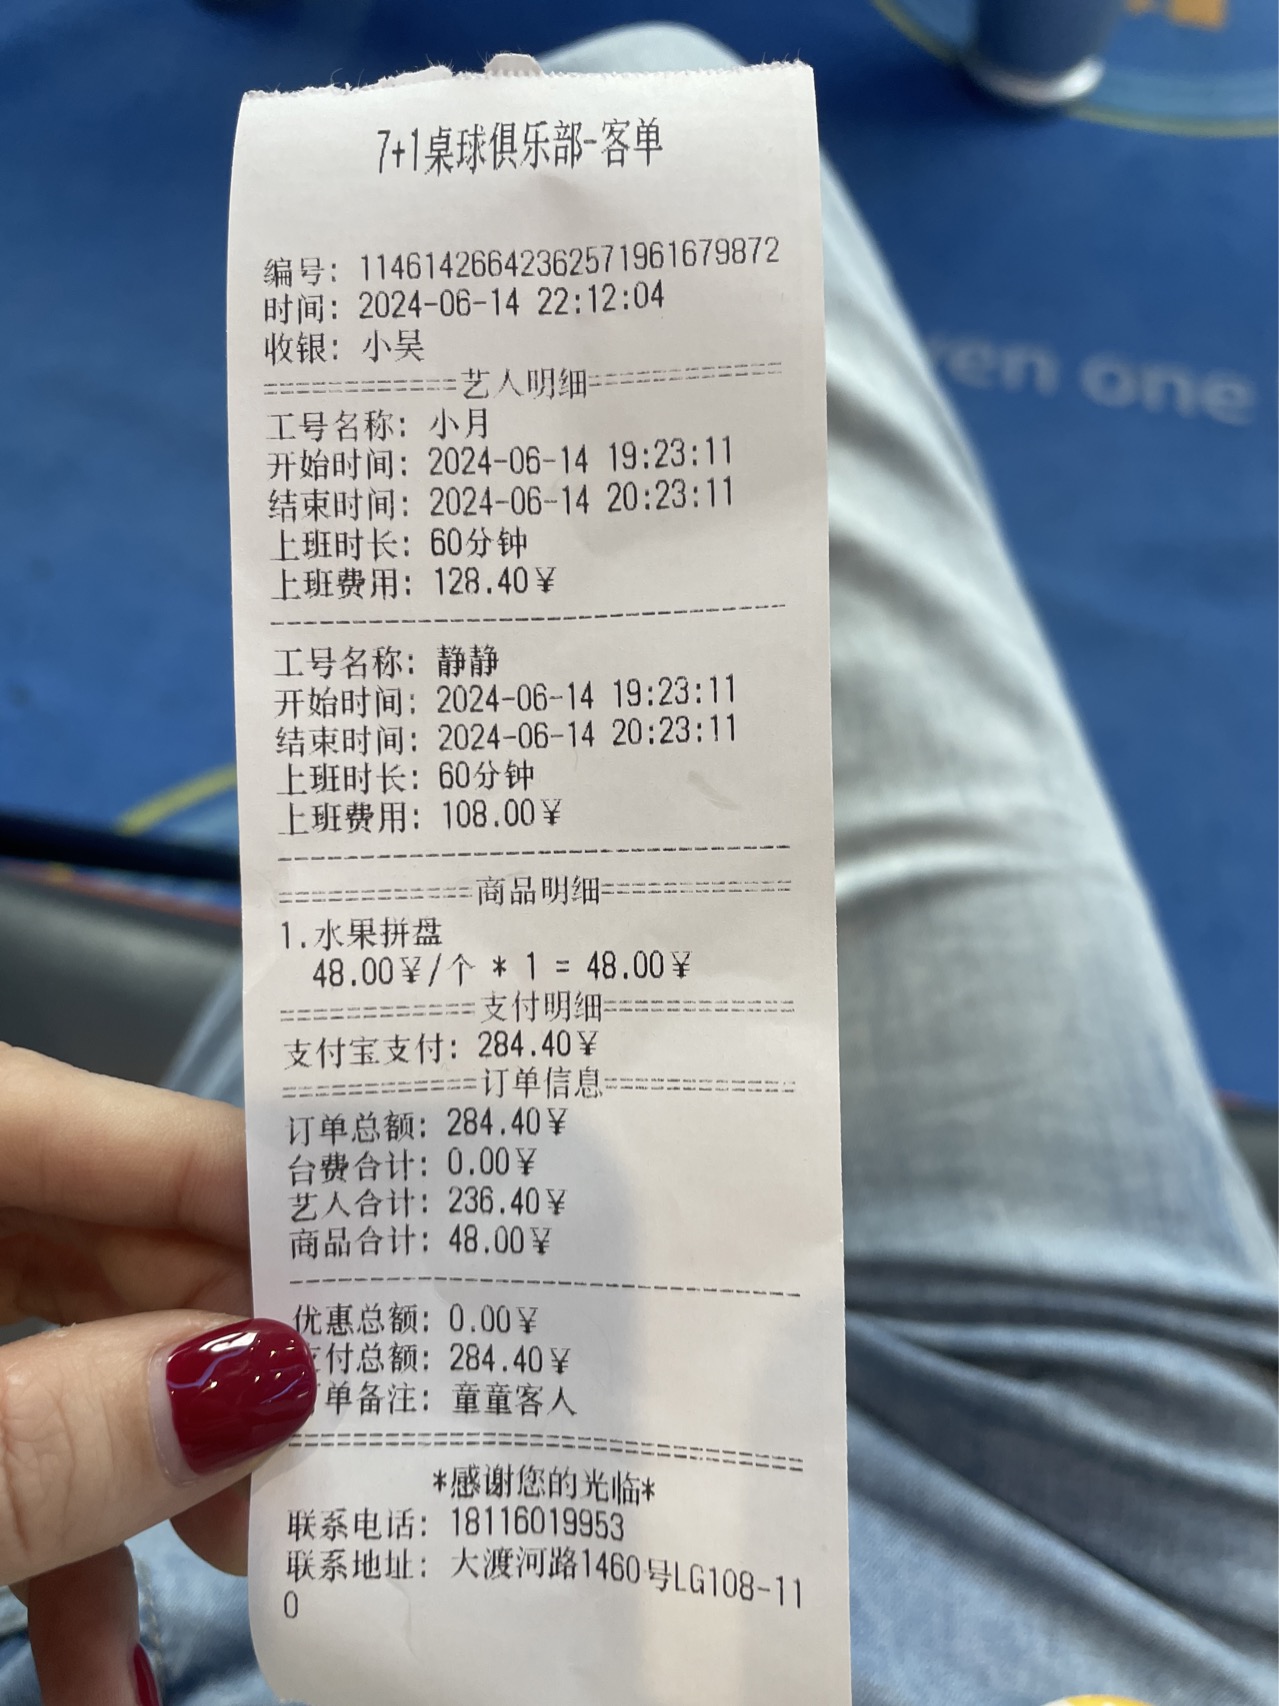 7+1桌球俱乐部-客单
编号: 1146142664236257196167 9872
时间: 2024-06-14 22:12:04
收银: 小吴
============艺人明细============
工号名称: 小月
开始时间: 2024-06-14 19:23:11
结束时间: 2024-06-14 20:23:11
上班时长: 60分钟
上班费用: 128.40¥
--------------------------------
工号名称: 静静
开始时间: 2024-06-14 19:23:11
结束时间: 2024-06-14 20:23:11
上班时长: 60分钟
上班费用: 108.00¥
--------------------------------
============商品明细============
1.水果拼盘
48.00¥/个 * 1 = 48.00¥
============支付明细============
支付宝支付: 284.40¥
============订单信息============
订单总额: 284.40¥
台费合计: 0.00¥
艺人合计: 236.40¥
商品合计: 48.00¥
--------------------------------
优惠总额: 0.00¥
支付总额: 284.40¥
单备注: 童童客人
================================
*感谢您的光临*
联系电话: 18116019953
联系地址: 大渡河路1460号LG108-11
0
ven one